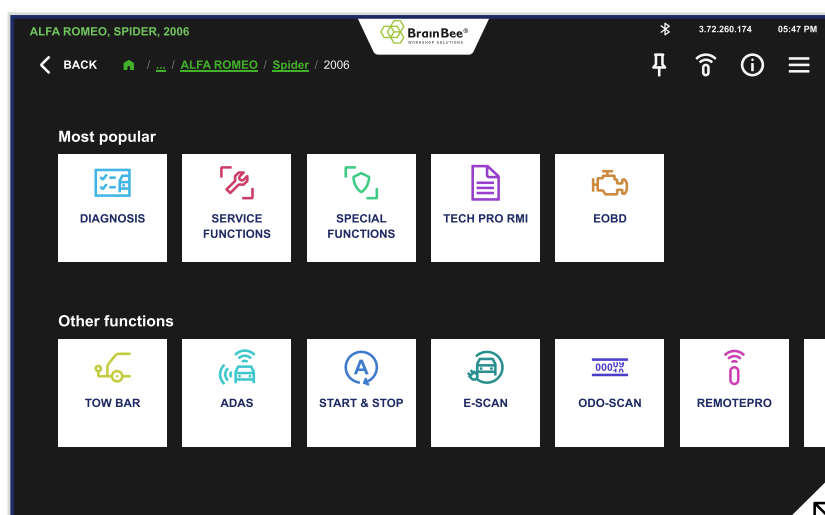 ALFA ROMEO, SPIDER, 2006
BrainBee®
WORKSHOP SOLUTIONS
3.72.260.174
05:47 PM
BACK / ... / ALFA ROMEO / Spider / 2006
Most popular
DIAGNOSIS
SERVICE
FUNCTIONS
SPECIAL
FUNCTIONS
TECH PRO RMI
EOBD
Other functions
TOW BAR
A
START & STOP
ADAS
E-SCAN
ODO-SCAN
REMOTEPRO